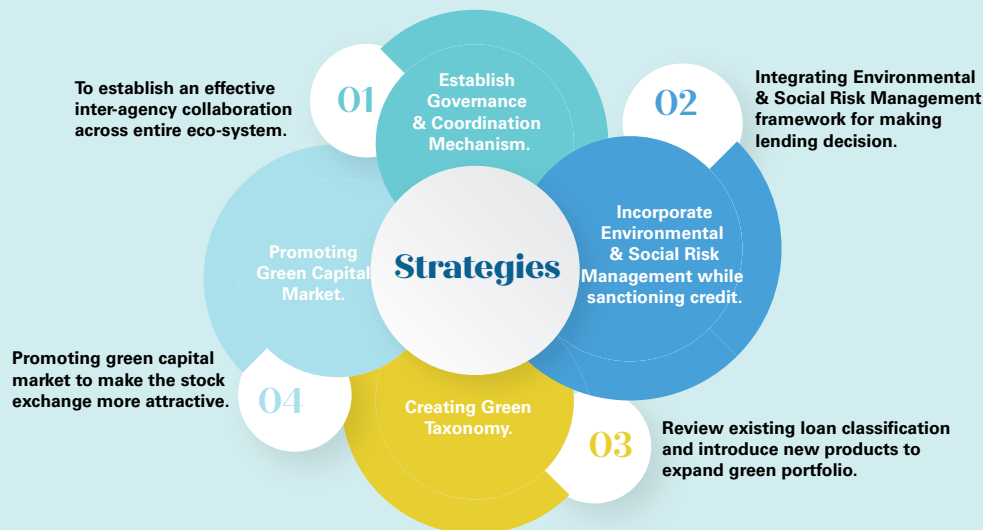 To establish an effective
inter-agency collaboration
across entire eco-system.
01
Establish
Governance
& Coordination
Mechanism.
02
Integrating Environmental
& Social Risk Management
framework for making
lending decision.
Incorporate
Environmental
& Social Risk
Management while
sanctioning credit.
Strategies
Promoting
Green Capital
Market.
Promoting green capital
market to make the stock
exchange more attractive.
04
Creating Green
Taxonomy.
03
Review existing loan classification
and introduce new products to
expand green portfolio.